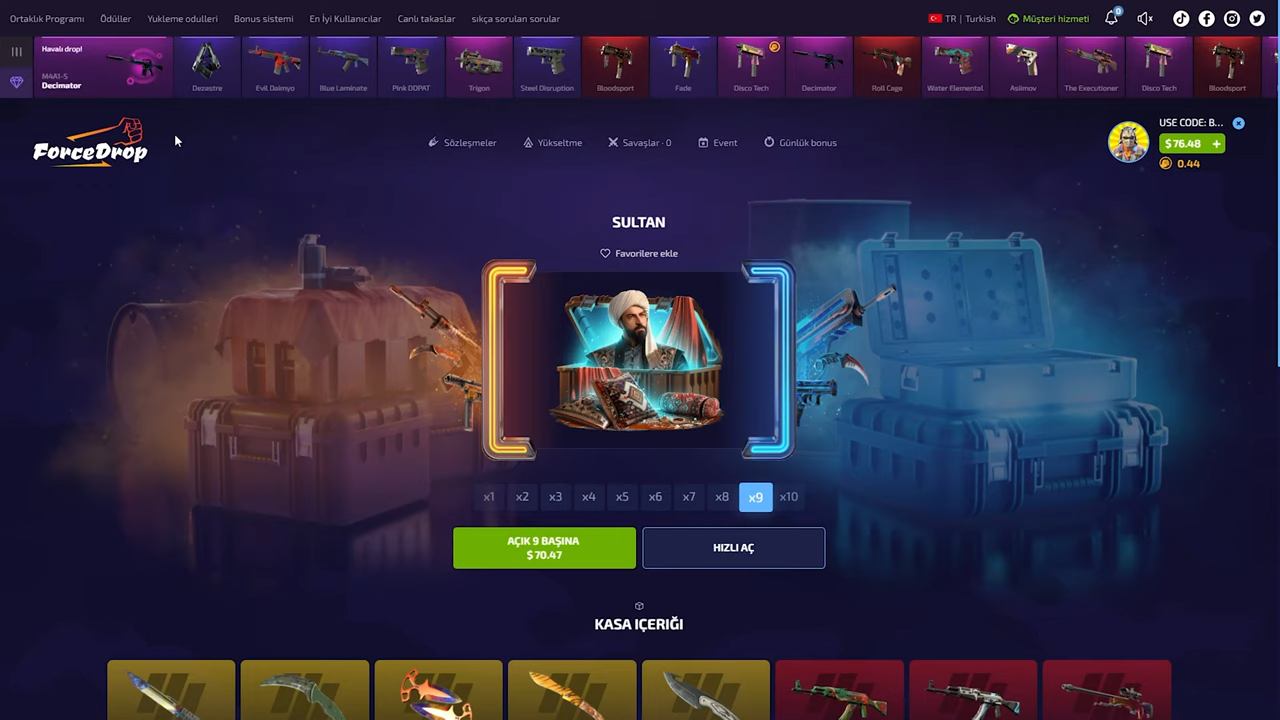 Ortaklık Programı Ödüller Yukleme odulleri Bonus sistemi En İyi Kullanıcılar Canlı takaslar sıkça sorulan sorular TR | Turkish Müşteri hizmeti 0
Havalı drop!
M4A1-S
Decimator
Dezastre Evil Daimyo Blue Laminate Pink DDPAT Trigon Steel Disruption Bloodsport Fade Disco Tech Decimator Roll Cage Water Elemental Asiimov The Executioner Disco Tech Bloodsport
ForceDrop
Sözleşmeler Yükseltme Savaşlar · 0 Event Günlük bonus
USE CODE: B...
$ 76.48 +
0.44
SULTAN
Favorilere ekle
x1 x2 x3 x4 x5 x6 x7 x8 x9 x10
AÇIK 9 BAŞINA
$ 70.47
HIZLI AÇ
KASA IÇERIĞI